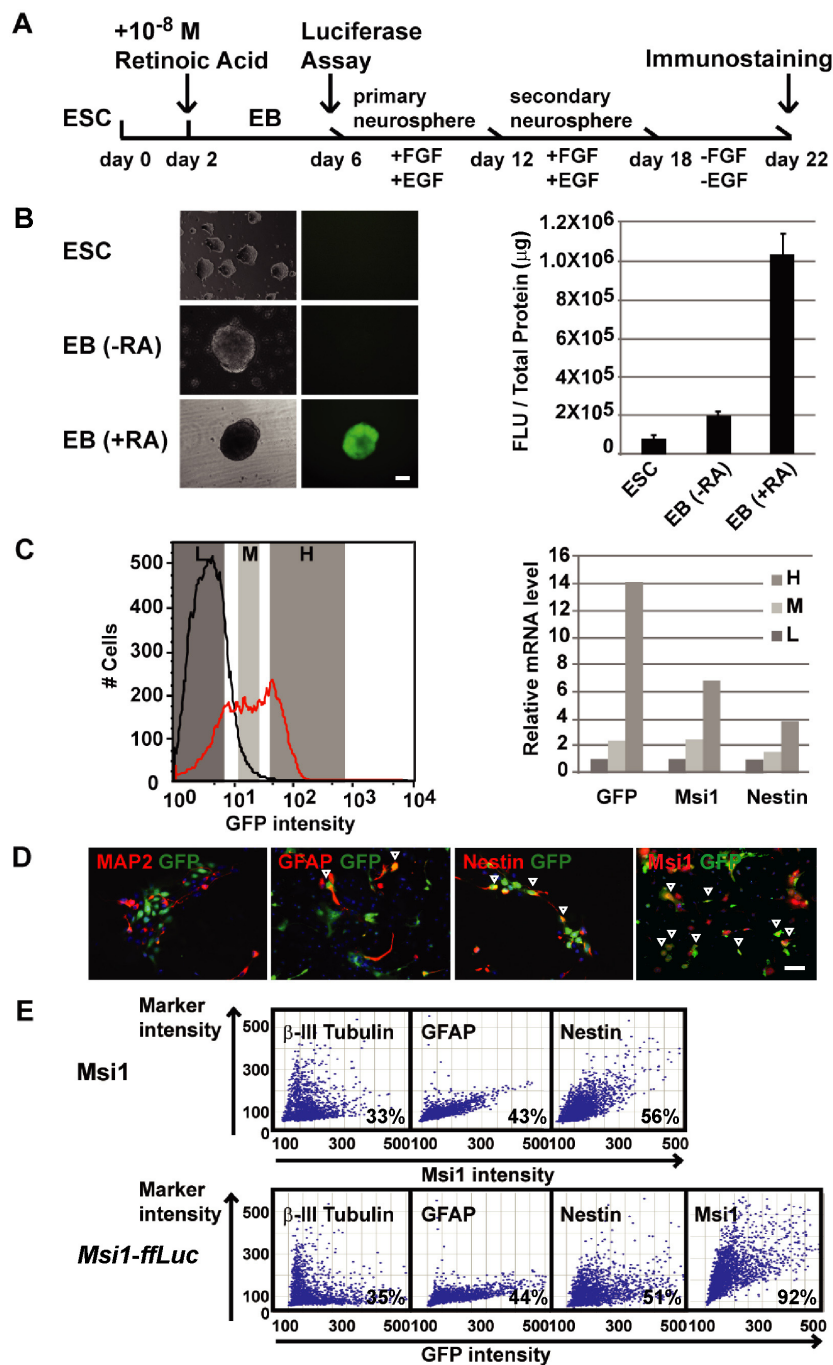 A
+10-8 M
Retinoic Acid
Luciferase
Assay
Immunostaining
ESC
EB
primary
neurosphere
secondary
neurosphere
day 0
day 2
day 6
+FGF
+EGF
day 12
+FGF
+EGF
day 18
-FGF
-EGF
day 22
B
ESC
EB (-RA)
EB (+RA)
FLU / Total Protein (µg)
1.2X10⁶
1.0X10⁶
8X10⁵
6X10⁵
4X10⁵
2X10⁵
0
ESC
EB (-RA)
EB (+RA)
C
# Cells
500
400
300
200
100
0
L
M
H
10⁰
10¹
10²
10³
10⁴
GFP intensity
Relative mRNA level
16
14
12
10
8
6
4
2
0
H
M
L
GFP
Msi1
Nestin
D
MAP2 GFP
GFAP GFP
Nestin GFP
Msi1 GFP
E
Marker
intensity
Msi1
500
300
100
0
β-III Tubulin
33%
GFAP
43%
Nestin
56%
100 300 500
100 300 500
100 300 500
Msi1 intensity
Marker
intensity
Msi1-ffLuc
500
300
100
0
β-III Tubulin
35%
GFAP
44%
Nestin
51%
Msi1
92%
100 300 500
100 300 500
100 300 500
100 300 500
GFP intensity